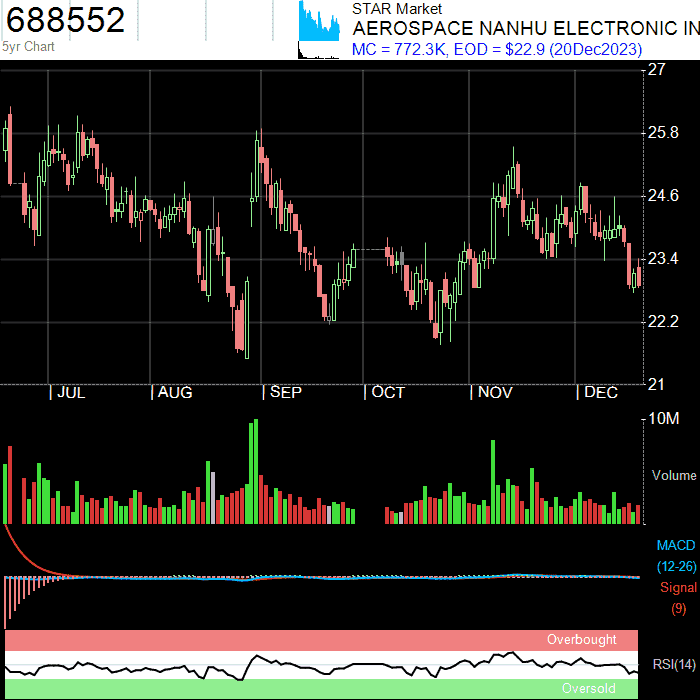 688552
5yr Chart
STAR Market
AEROSPACE NANHU ELECTRONIC IN
MC = 772.3K, EOD = $22.9 (20Dec2023)
27
25.8
24.6
23.4
22.2
21
| JUL | AUG | SEP | OCT | NOV | DEC
10M
Volume
MACD
(12-26)
Signal
(9)
Overbought
RSI(14)
Oversold